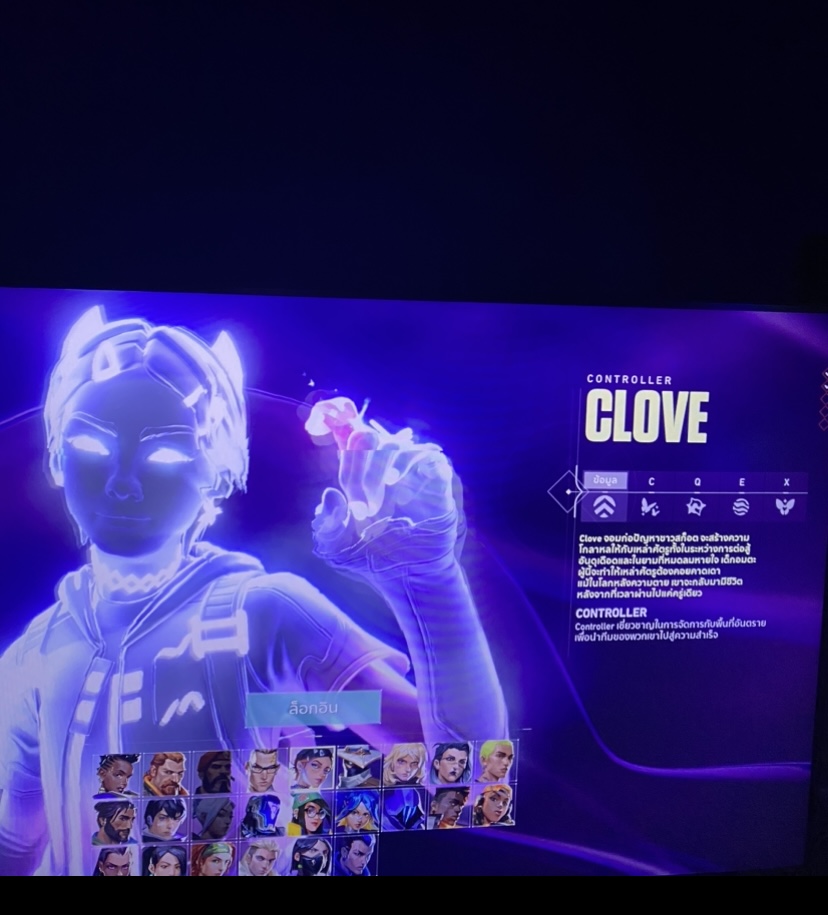 CONTROLLER
CLOVE
ข้อมูล C Q E X
Clove จอมก่อปัญหาชาวสก็อต จะสร้างความ
โกลาหลให้กับเหล่าศัตรูทั้งในระหว่างการต่อสู้
อันดุเดือดและในยามที่หมดลมหายใจ เด็กอมตะ
ผู้นี้จะทำให้เหล่าศัตรูต้องคอยคาดเดา
แม้ในโลกหลังความตาย เขาจะกลับมามีชีวิต
หลังจากที่เวลาผ่านไปแค่ครู่เดียว
CONTROLLER
Controller เชี่ยวชาญในการจัดการกับพื้นที่อันตราย
เพื่อนำทีมของพวกเขาไปสู่ความสำเร็จ
ล็อกอิน